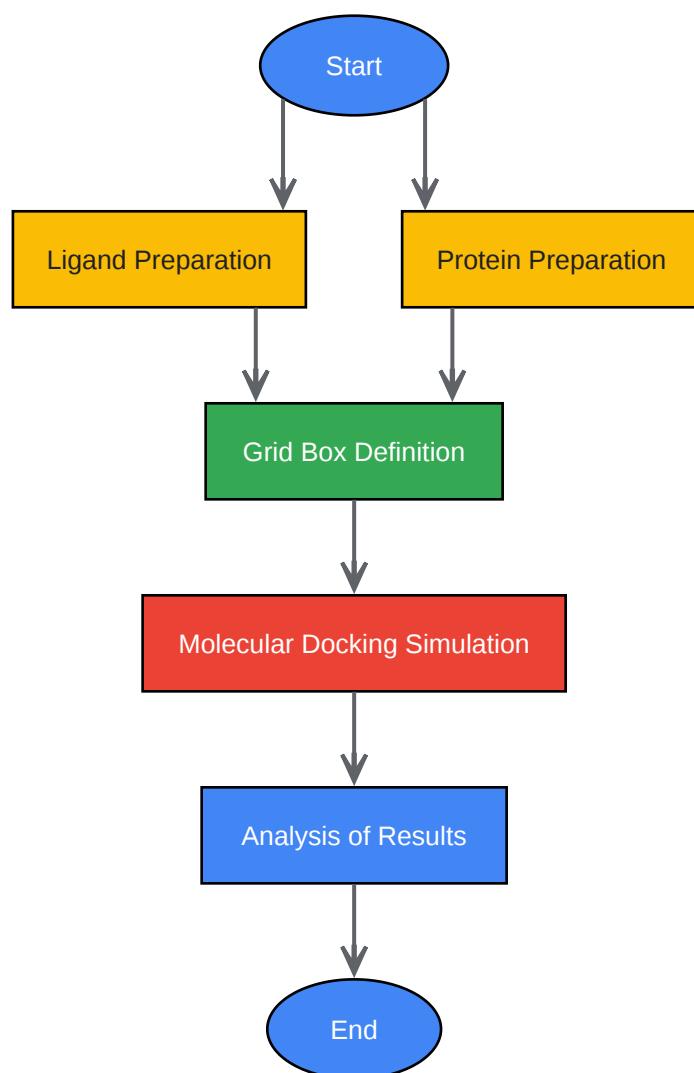 Start
Ligand Preparation
Protein Preparation
Grid Box Definition
Molecular Docking Simulation
Analysis of Results
End